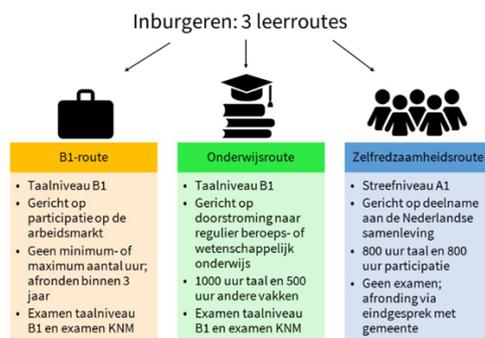 Inburgeren: 3 leerroutes
B1-route
• Taalniveau B1
• Gericht op
participatie op de
arbeidsmarkt
• Geen minimum- of
maximum aantal uur;
afronden binnen 3
jaar
• Examen taalniveau
B1 en examen KNM
Onderwijsroute
• Taalniveau B1
• Gericht op
doorstroming naar
regulier beroeps- of
wetenschappelijk
onderwijs
• 1000 uur taal en 500
uur andere vakken
• Examen taalniveau
B1 en examen KNM
Zelfredzaamheidsroute
• Streefniveau A1
• Gericht op deelname
aan de Nederlandse
samenleving
• 800 uur taal en 800
uur participatie
• Geen examen;
afronding via
eindgesprek met
gemeente